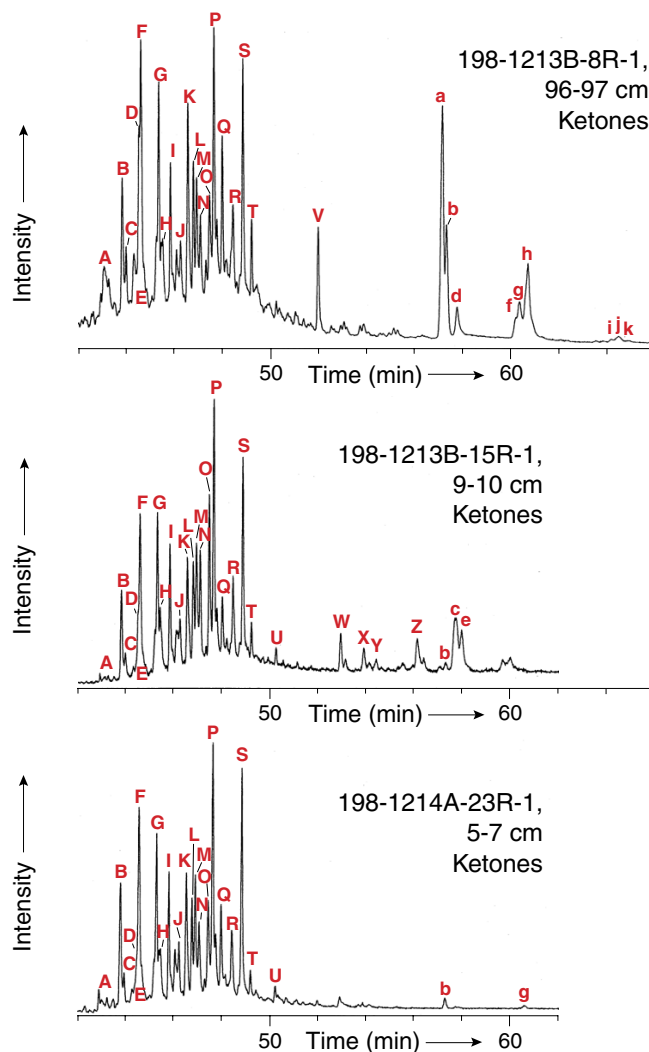 P
F
S
198-1213B-8R-1,
96-97 cm
Ketones
G
K
a
D
I
L
M
Q
B
O
N
R
b
C
T
V
H
J
A
h
d
g
f
E
i
j
k
Intensity
50
Time (min)
60
P
S
198-1213B-15R-1,
9-10 cm
Ketones
O
F
G
I
L
M
K
N
B
D
H
R
J
Q
C
T
W
c
e
A
E
U
X
Y
Z
b
Intensity
50
Time (min)
60
P
S
198-1214A-23R-1,
5-7 cm
Ketones
F
G
L
I
K
M
B
O
Q
N
D
H
J
R
C
T
A
E
U
b
g
Intensity
50
Time (min)
60